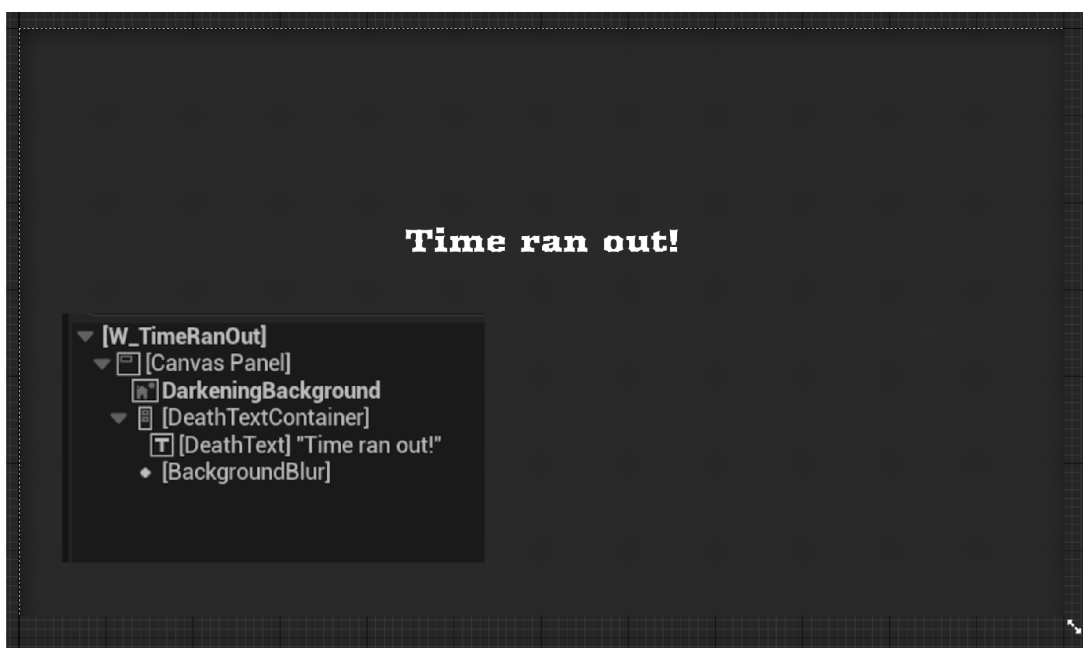 Time ran out!
[W_TimeRanOut]
[Canvas Panel]
DarkeningBackground
[DeathTextContainer]
T [DeathText] "Time ran out!"
[BackgroundBlur]